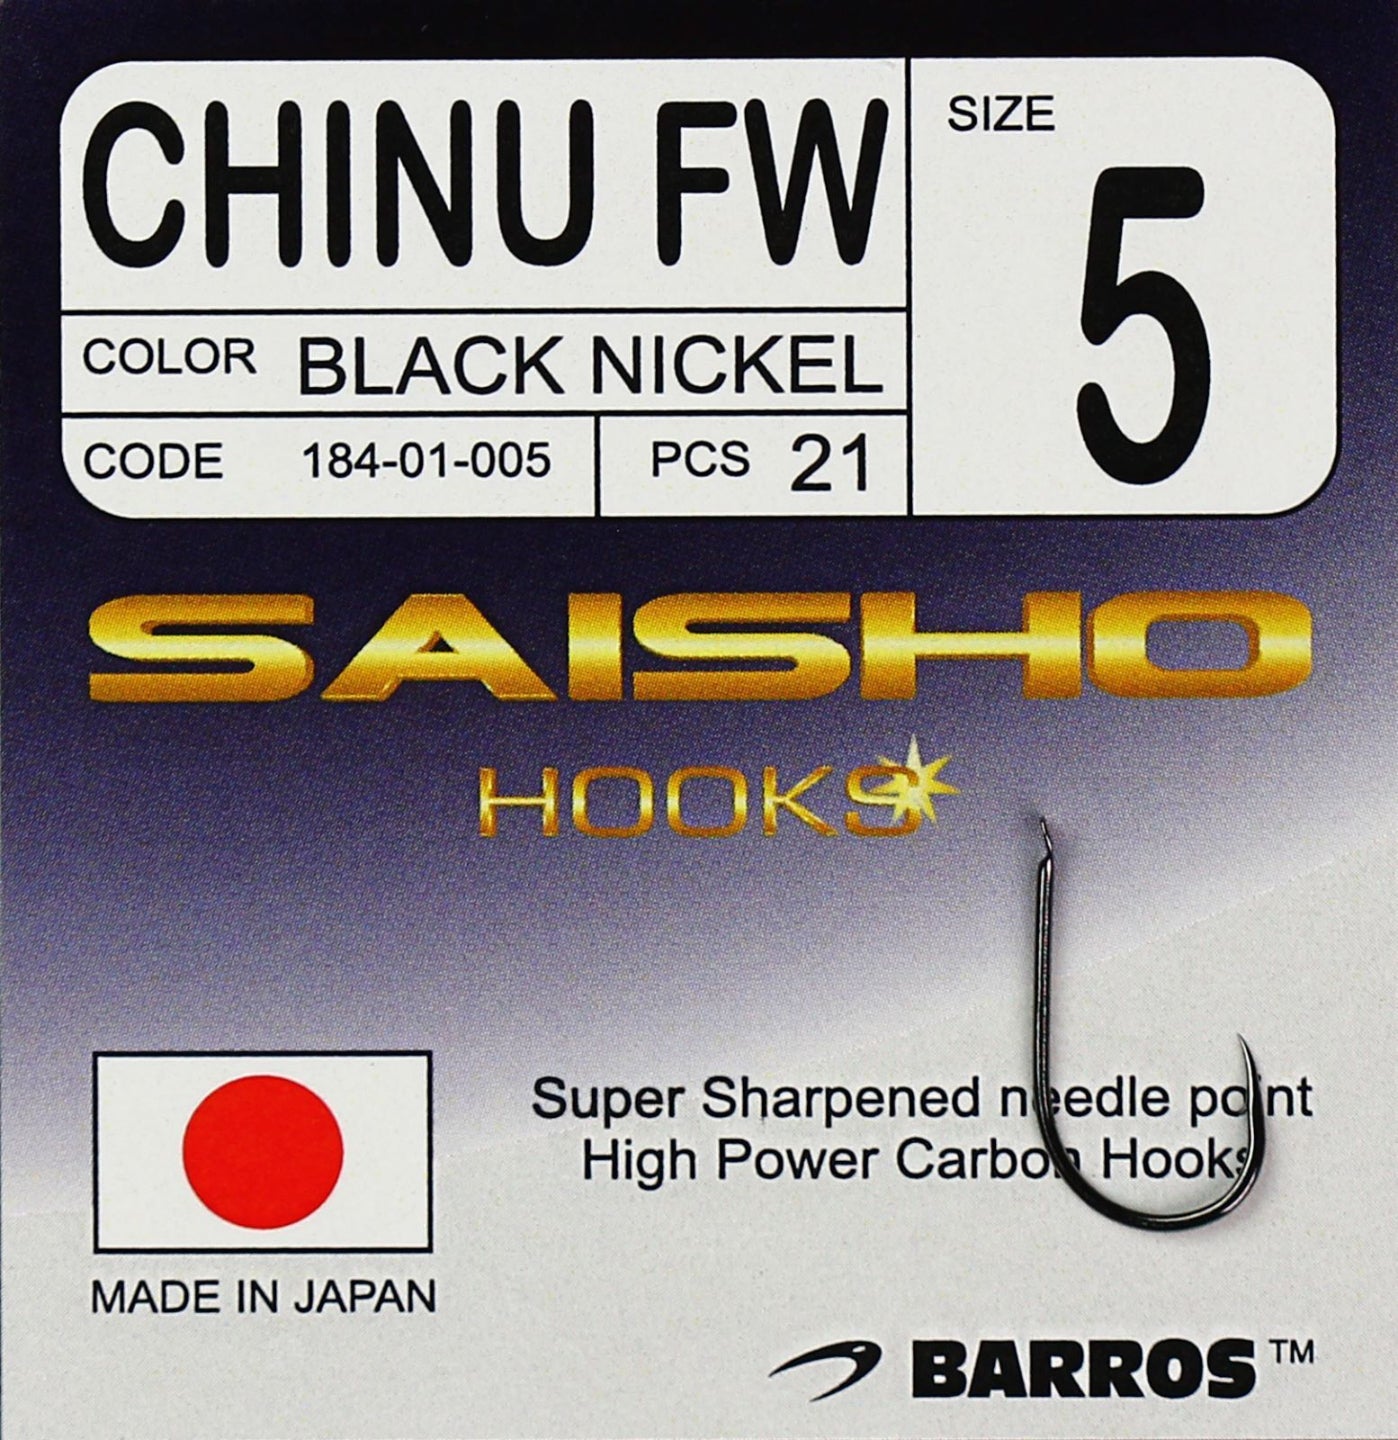 CHINU FW
SIZE
5
COLOR BLACK NICKEL
CODE 184-01-005 PCS 21
SAISHO
HOOKS
Super Sharpened needle point
High Power Carbon Hooks
MADE IN JAPAN
BARROS™